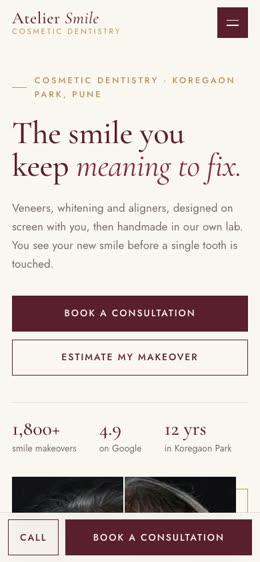 Atelier Smile
COSMETIC DENTISTRY
COSMETIC DENTISTRY · KOREGAON
PARK, PUNE
The smile you
keep meaning to fix.
Veneers, whitening and aligners, designed on
screen with you, then handmade in our own lab.
You see your new smile before a single tooth is
touched.
BOOK A CONSULTATION
ESTIMATE MY MAKEOVER
1,800+ 4.9 12 yrs
smile makeovers on Google in Koregaon Park
CALL BOOK A CONSULTATION